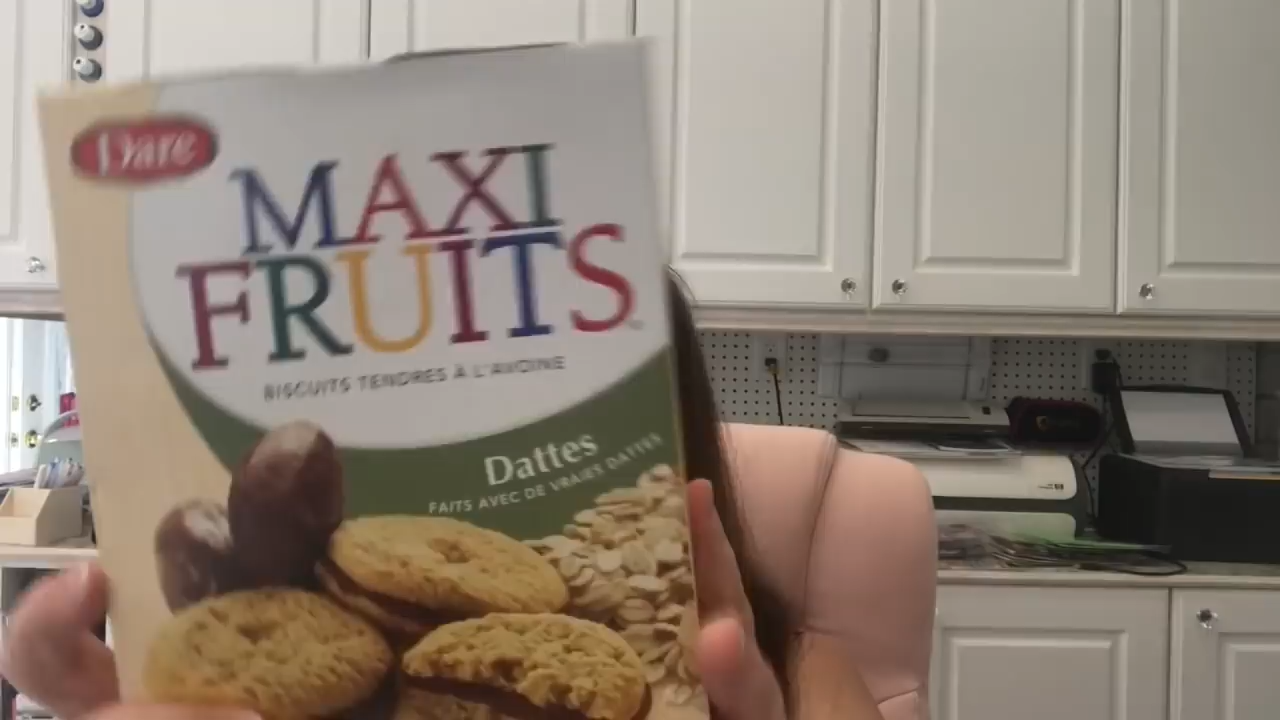 Dare
MAXI
FRUITS
BISCUITS TENDRES À L'AVOINE
Dattes
FAITS AVEC DE VRAIES DATTES